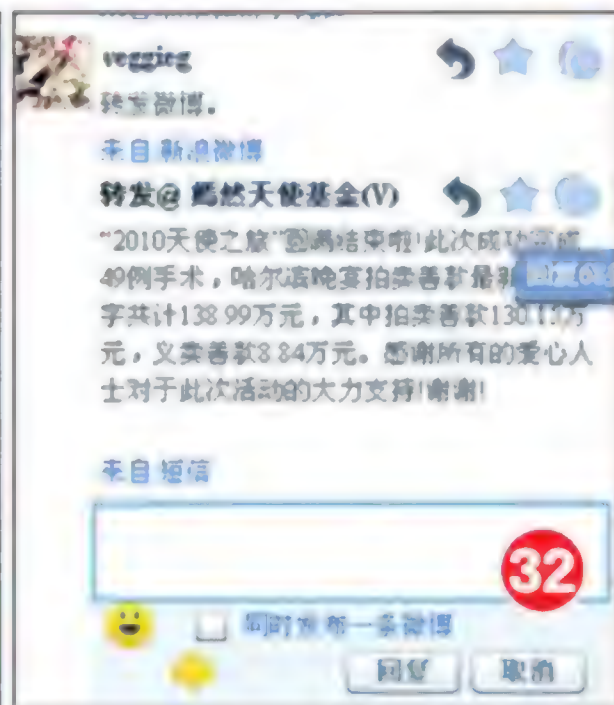 veggieg
转发微博。
来自 新浪微博
转发@ 嫣然天使基金(V)
"2010天使之旅"圆满结束啦!此次成功完成
49例手术，哈尔滨晚宴拍卖善款最新
字共计138.99万元，其中拍卖善款130.15万
元，义卖善款8.84万元。感谢所有的爱心人
士对于此次活动的大力支持!谢谢!
来自 短信
32
同时发布一条微博
回复 取消